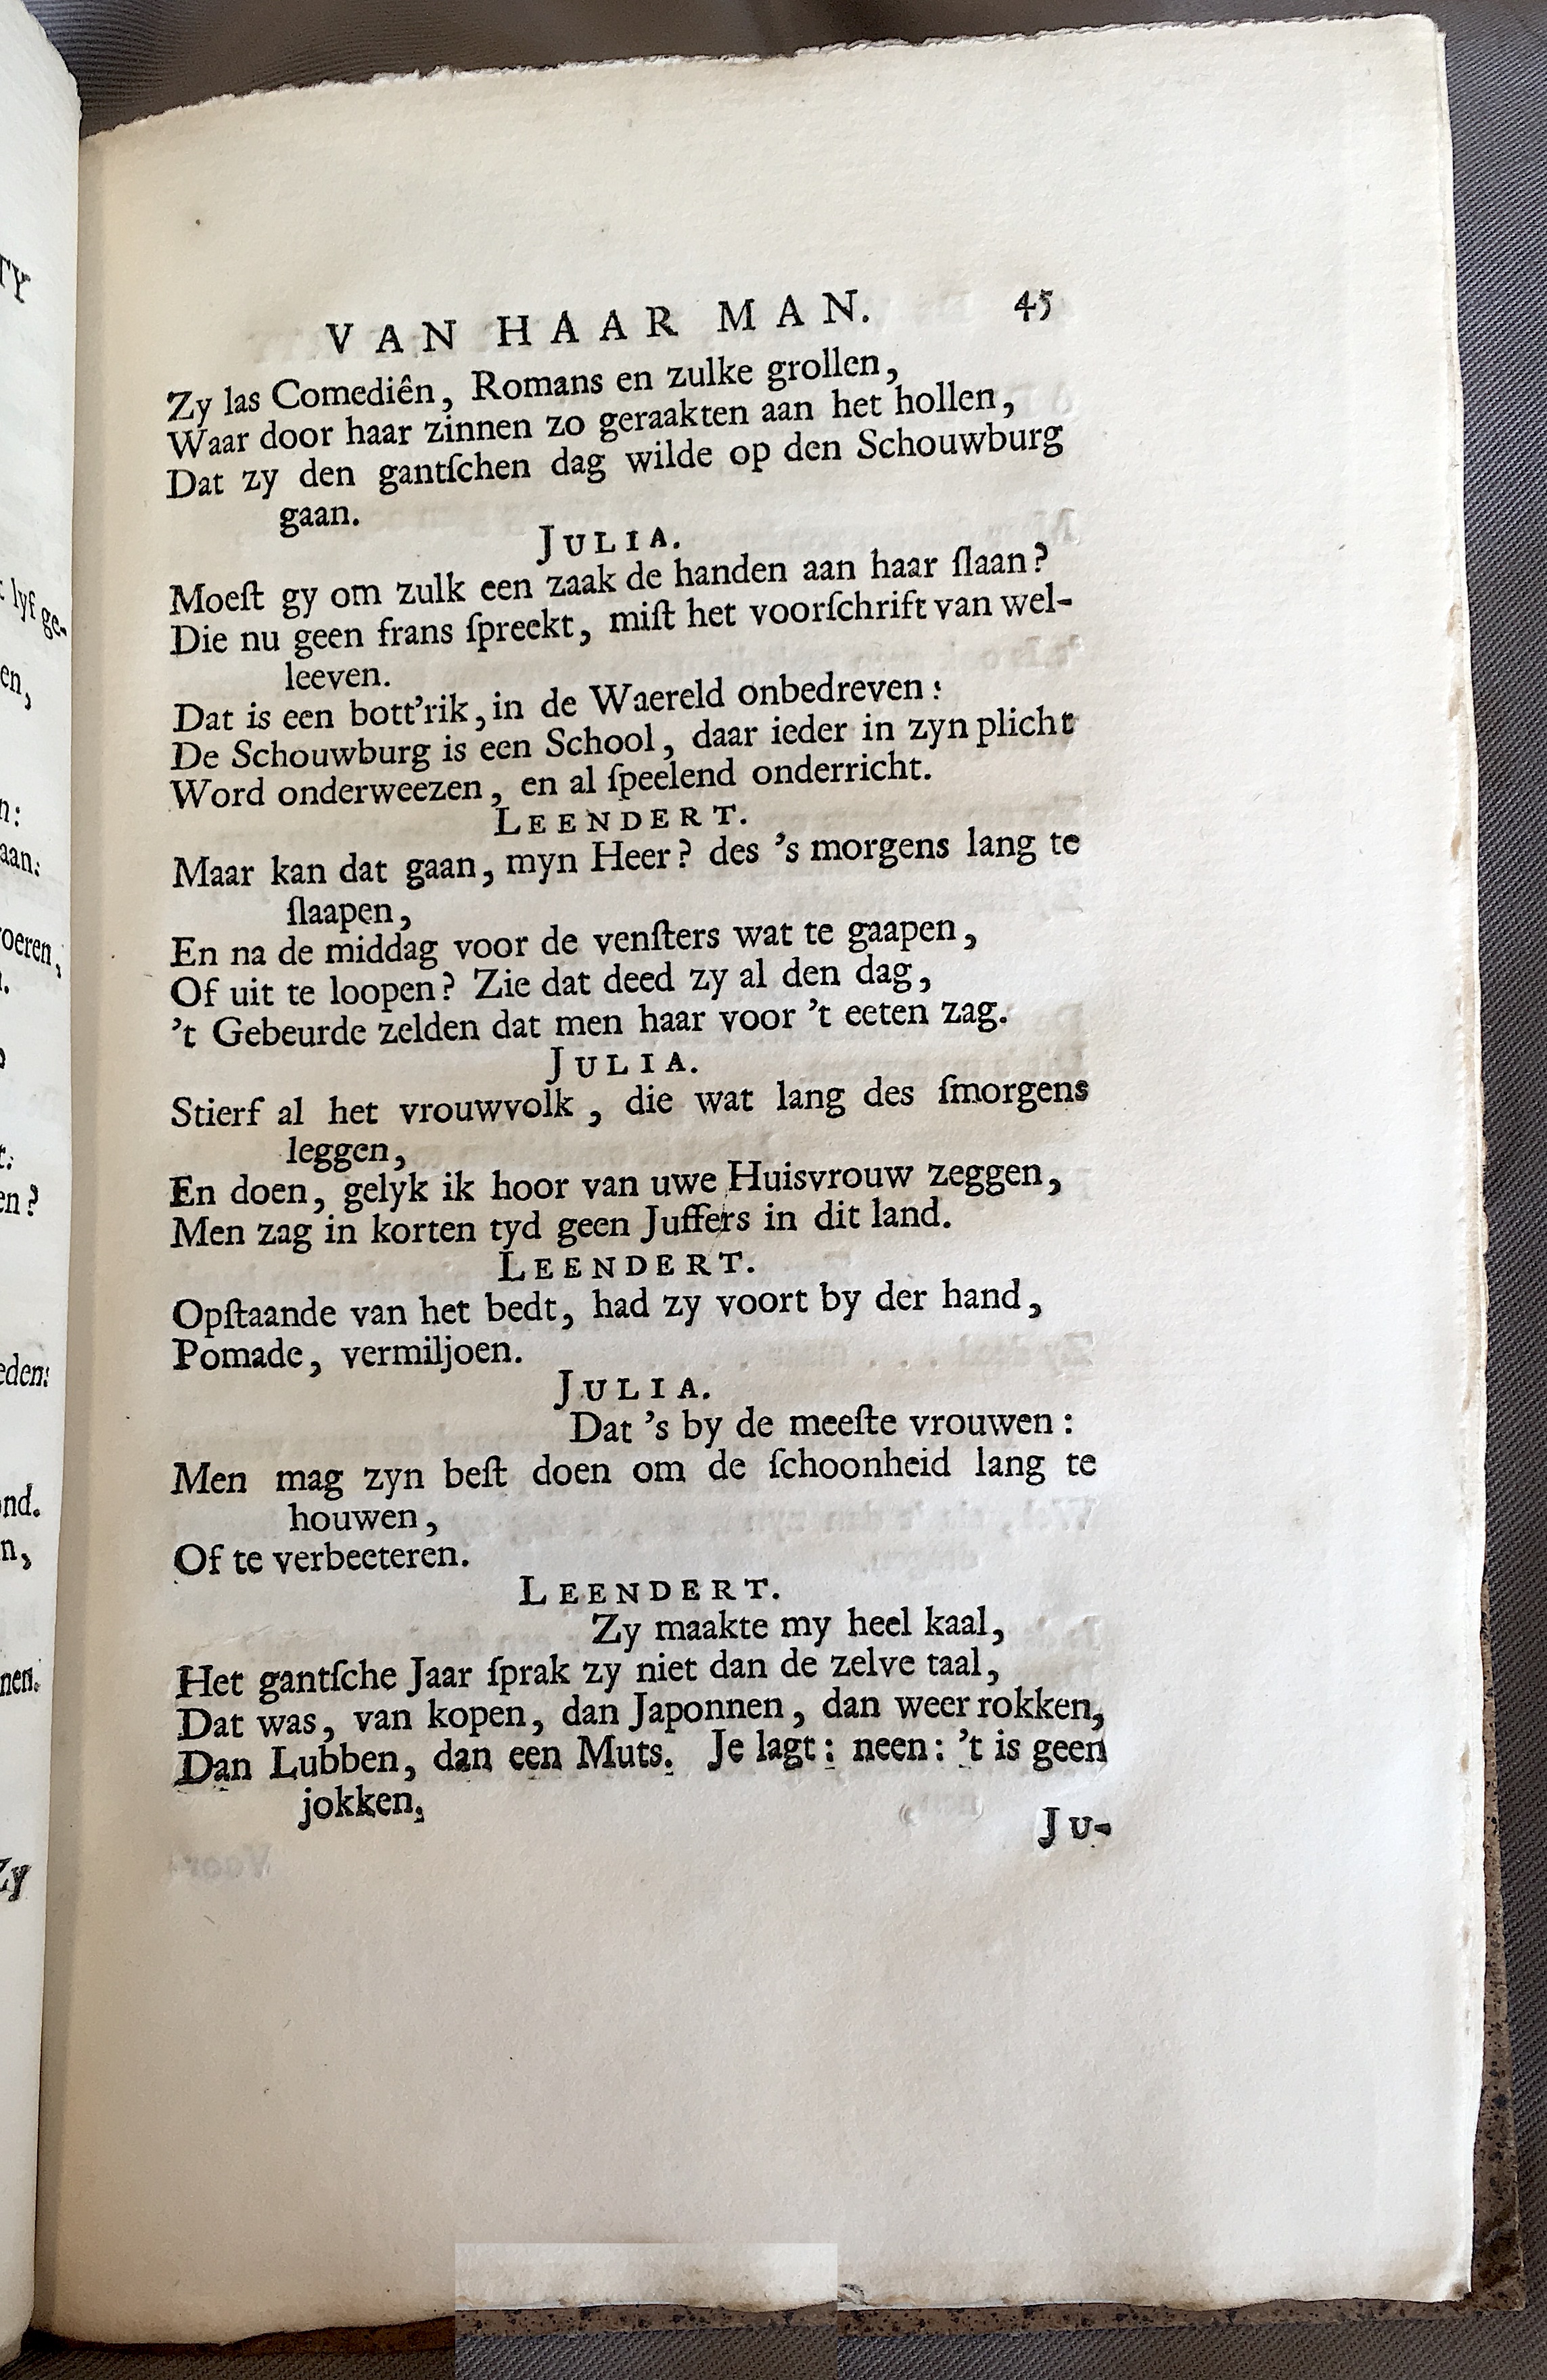 VAN HAAR MAN. 45
Zy las Comediên, Romans en zulke grollen,
Waar door haar zinnen zo geraakten aan het hollen,
Dat zy den gantſchen dag wilde op den Schouwburg
gaan.
JULIA.
Moeſt gy om zulk een zaak de handen aan haar ſlaan?
Die nu geen frans ſpreekt, miſt het voorſchrift van wel-
leeven.
Dat is een bott'rik, in de Waereld onbedreven:
De Schouwburg is een School, daar ieder in zyn plicht
Word onderweezen, en al ſpeelend onderricht.
LEENDERT.
Maar kan dat gaan, myn Heer? des 's morgens lang te
ſlaapen,
En na de middag voor de venſters wat te gaapen,
Of uit te loopen? Zie dat deed zy al den dag,
't Gebeurde zelden dat men haar voor 't eeten zag.
JULIA.
Stierf al het vrouwvolk, die wat lang des ſmorgens
leggen,
En doen, gelyk ik hoor van uwe Huisvrouw zeggen,
Men zag in korten tyd geen Juffers in dit land.
LEENDERT.
Opſtaande van het bedt, had zy voort by der hand,
Pomade, vermiljoen.
JULIA.
Dat 's by de meeſte vrouwen:
Men mag zyn beſt doen om de ſchoonheid lang te
houwen,
Of te verbeeteren.
LEENDERT.
Zy maakte my heel kaal,
Het gantſche Jaar ſprak zy niet dan de zelve taal,
Dat was, van kopen, dan Japonnen, dan weer rokken,
Dan Lubben, dan een Muts. Je lagt: neen: 't is geen
jokken.
JU-